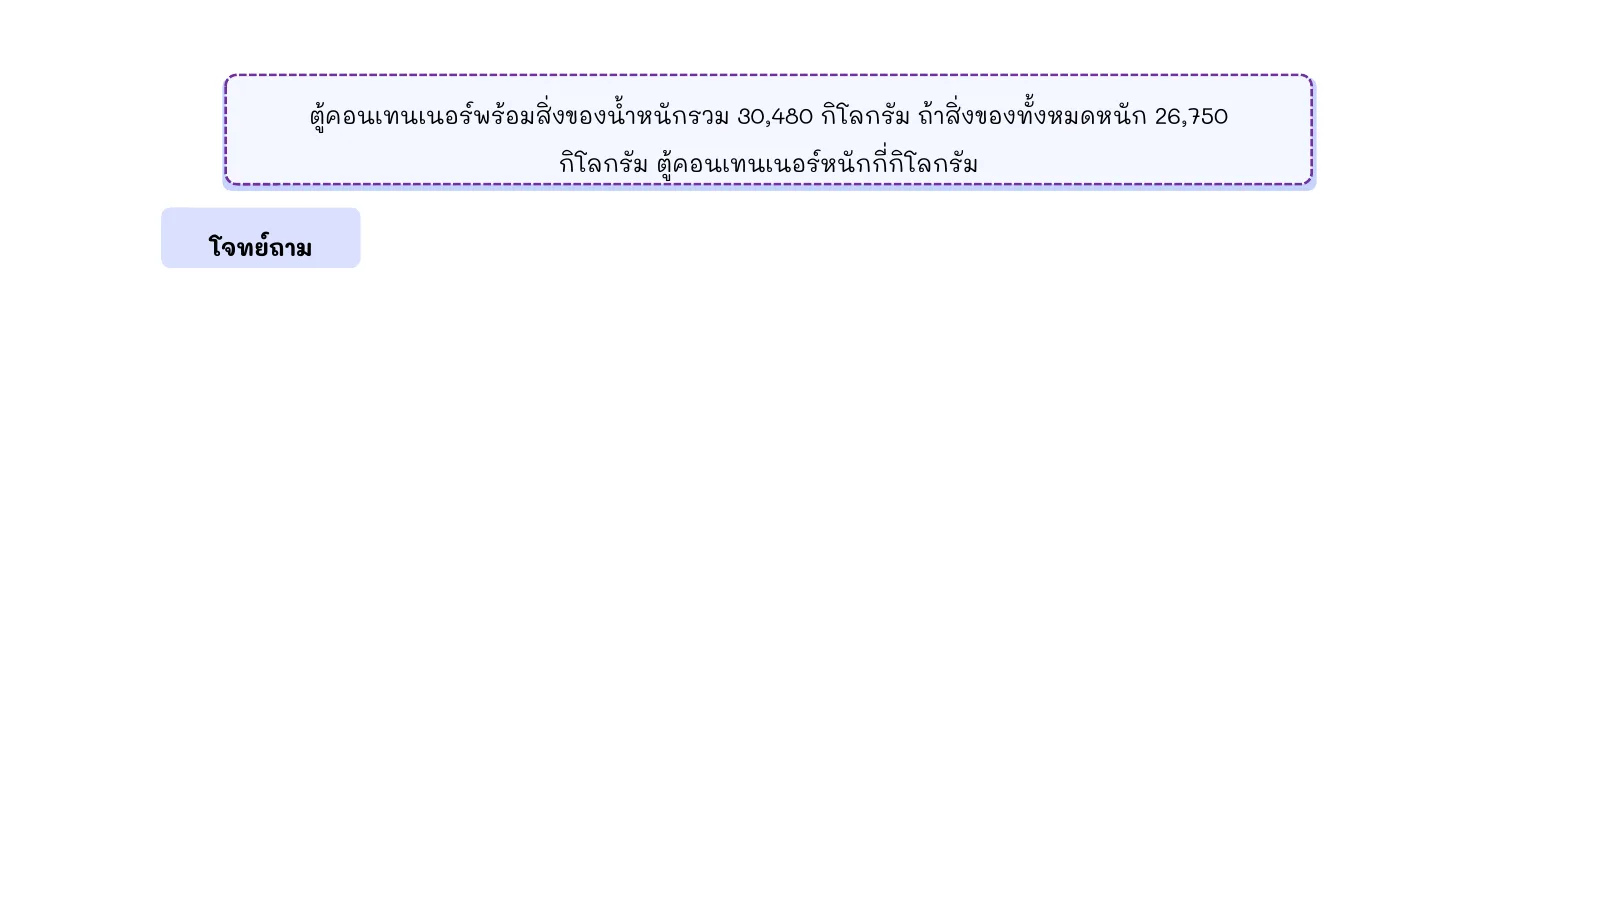 ตู้คอนเทนเนอร์พร้อมสิ่งของน้ำหนักรวม 30,480 กิโลกรัม ถ้าสิ่งของทั้งหมดหนัก 26,750
กิโลกรัม ตู้คอนเทนเนอร์หนักกี่กิโลกรัม
โจทย์ถาม